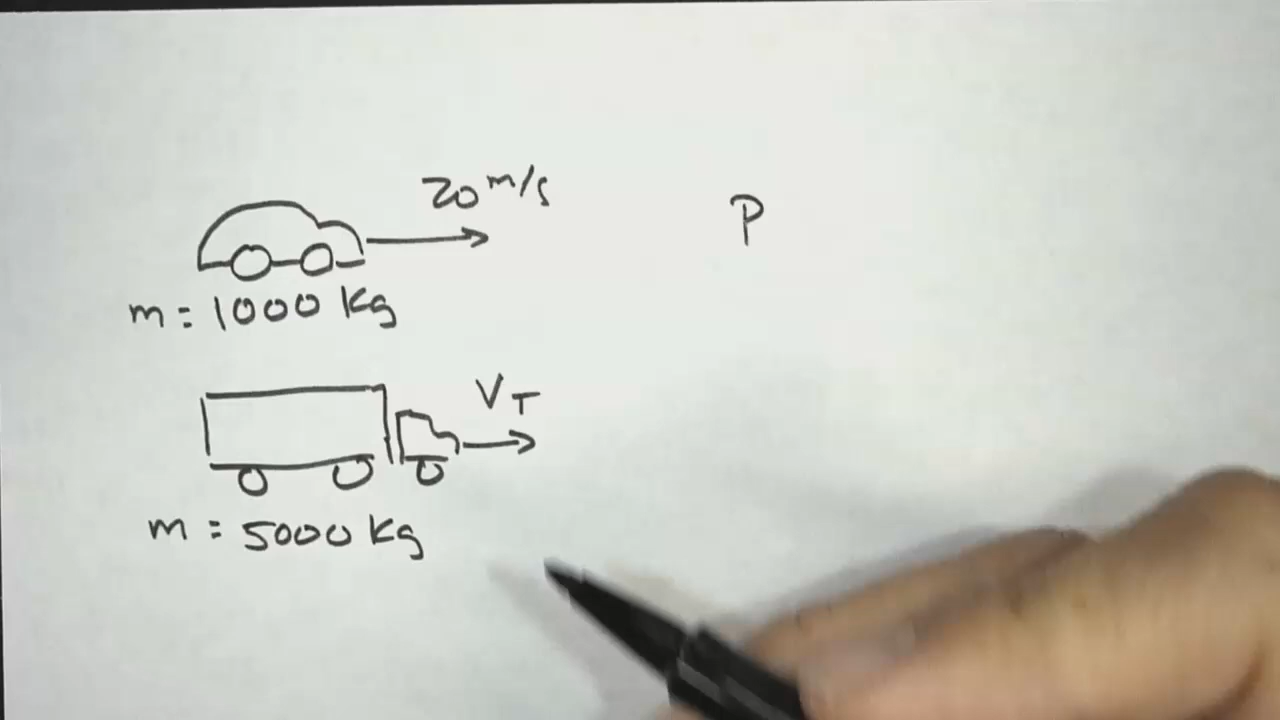 20 m/s
P
m = 1000 kg
V_T
m = 5000 kg